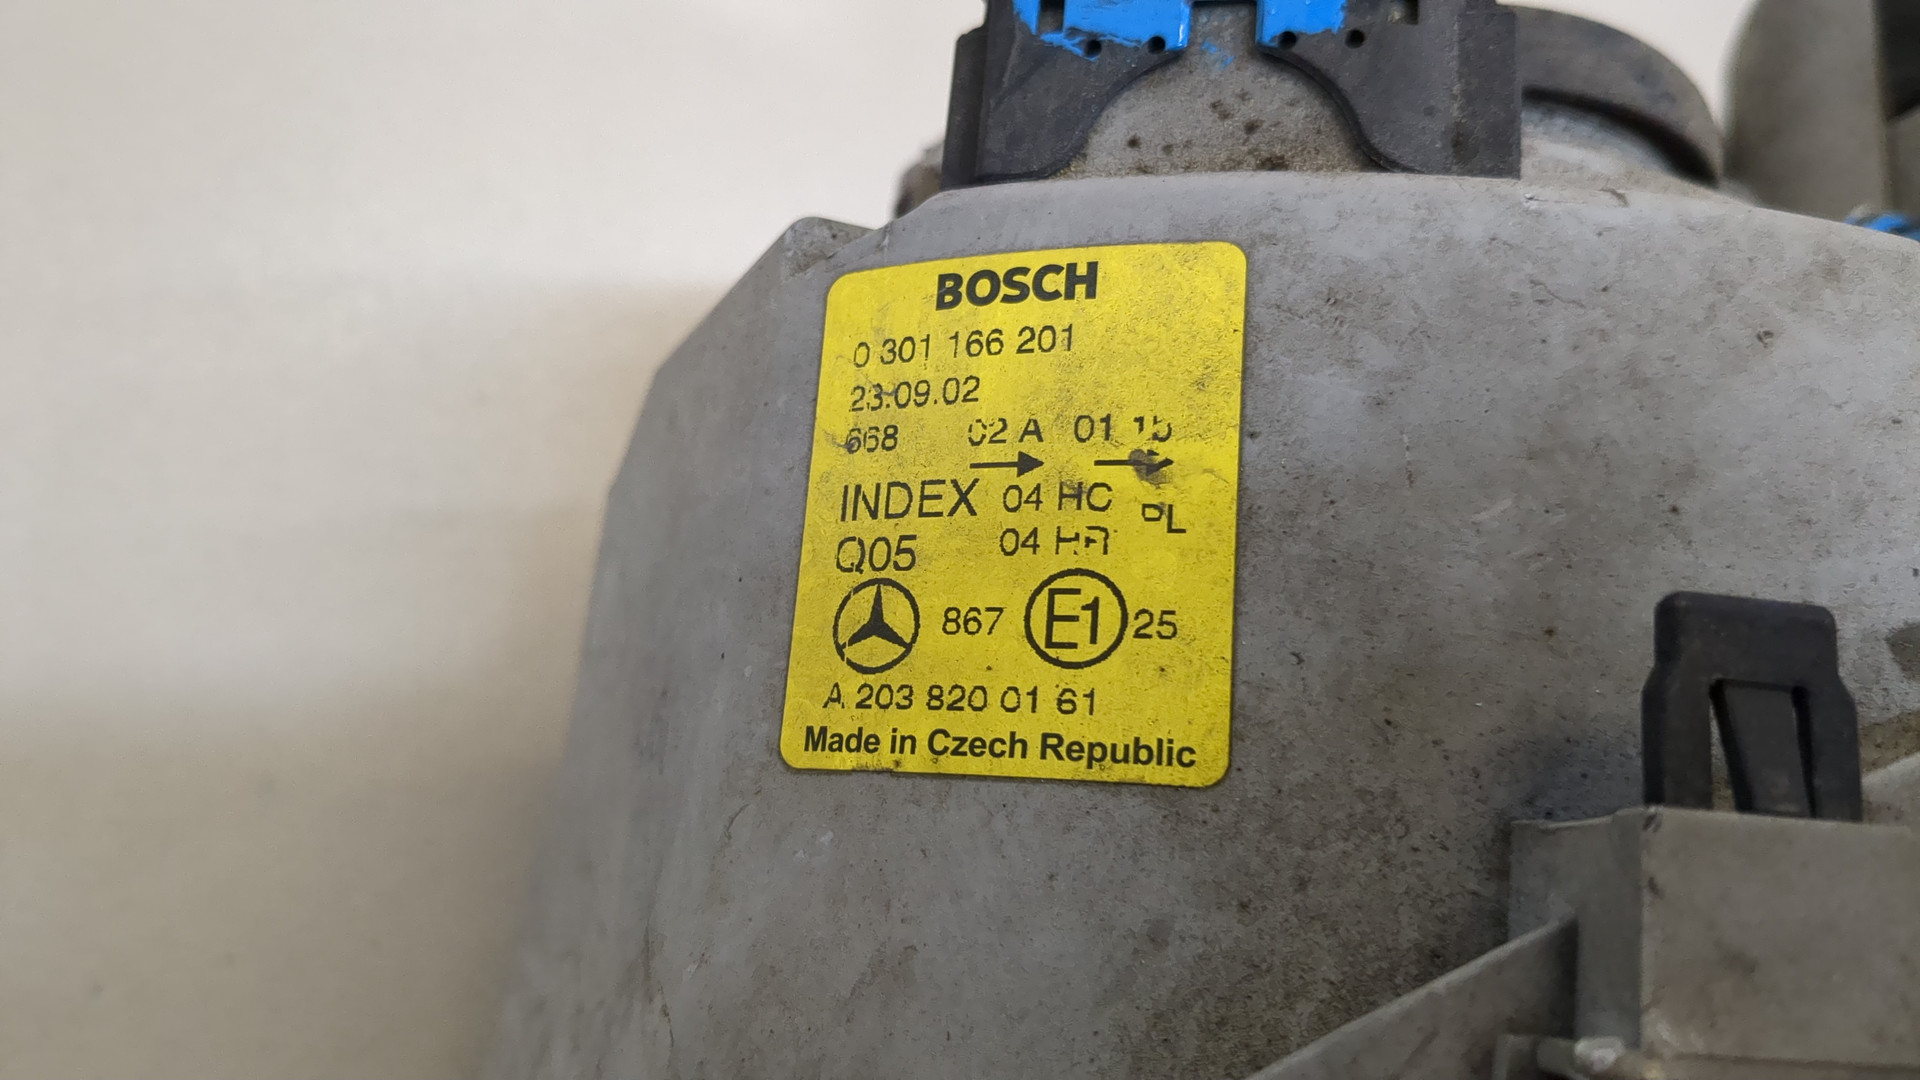 BOSCH
0 301 166 201
23.09.02
668 02 A 01
INDEX 04 HC PL
Q05 04 HR
867 E1 25
A 203 820 01 61
Made in Czech Republic